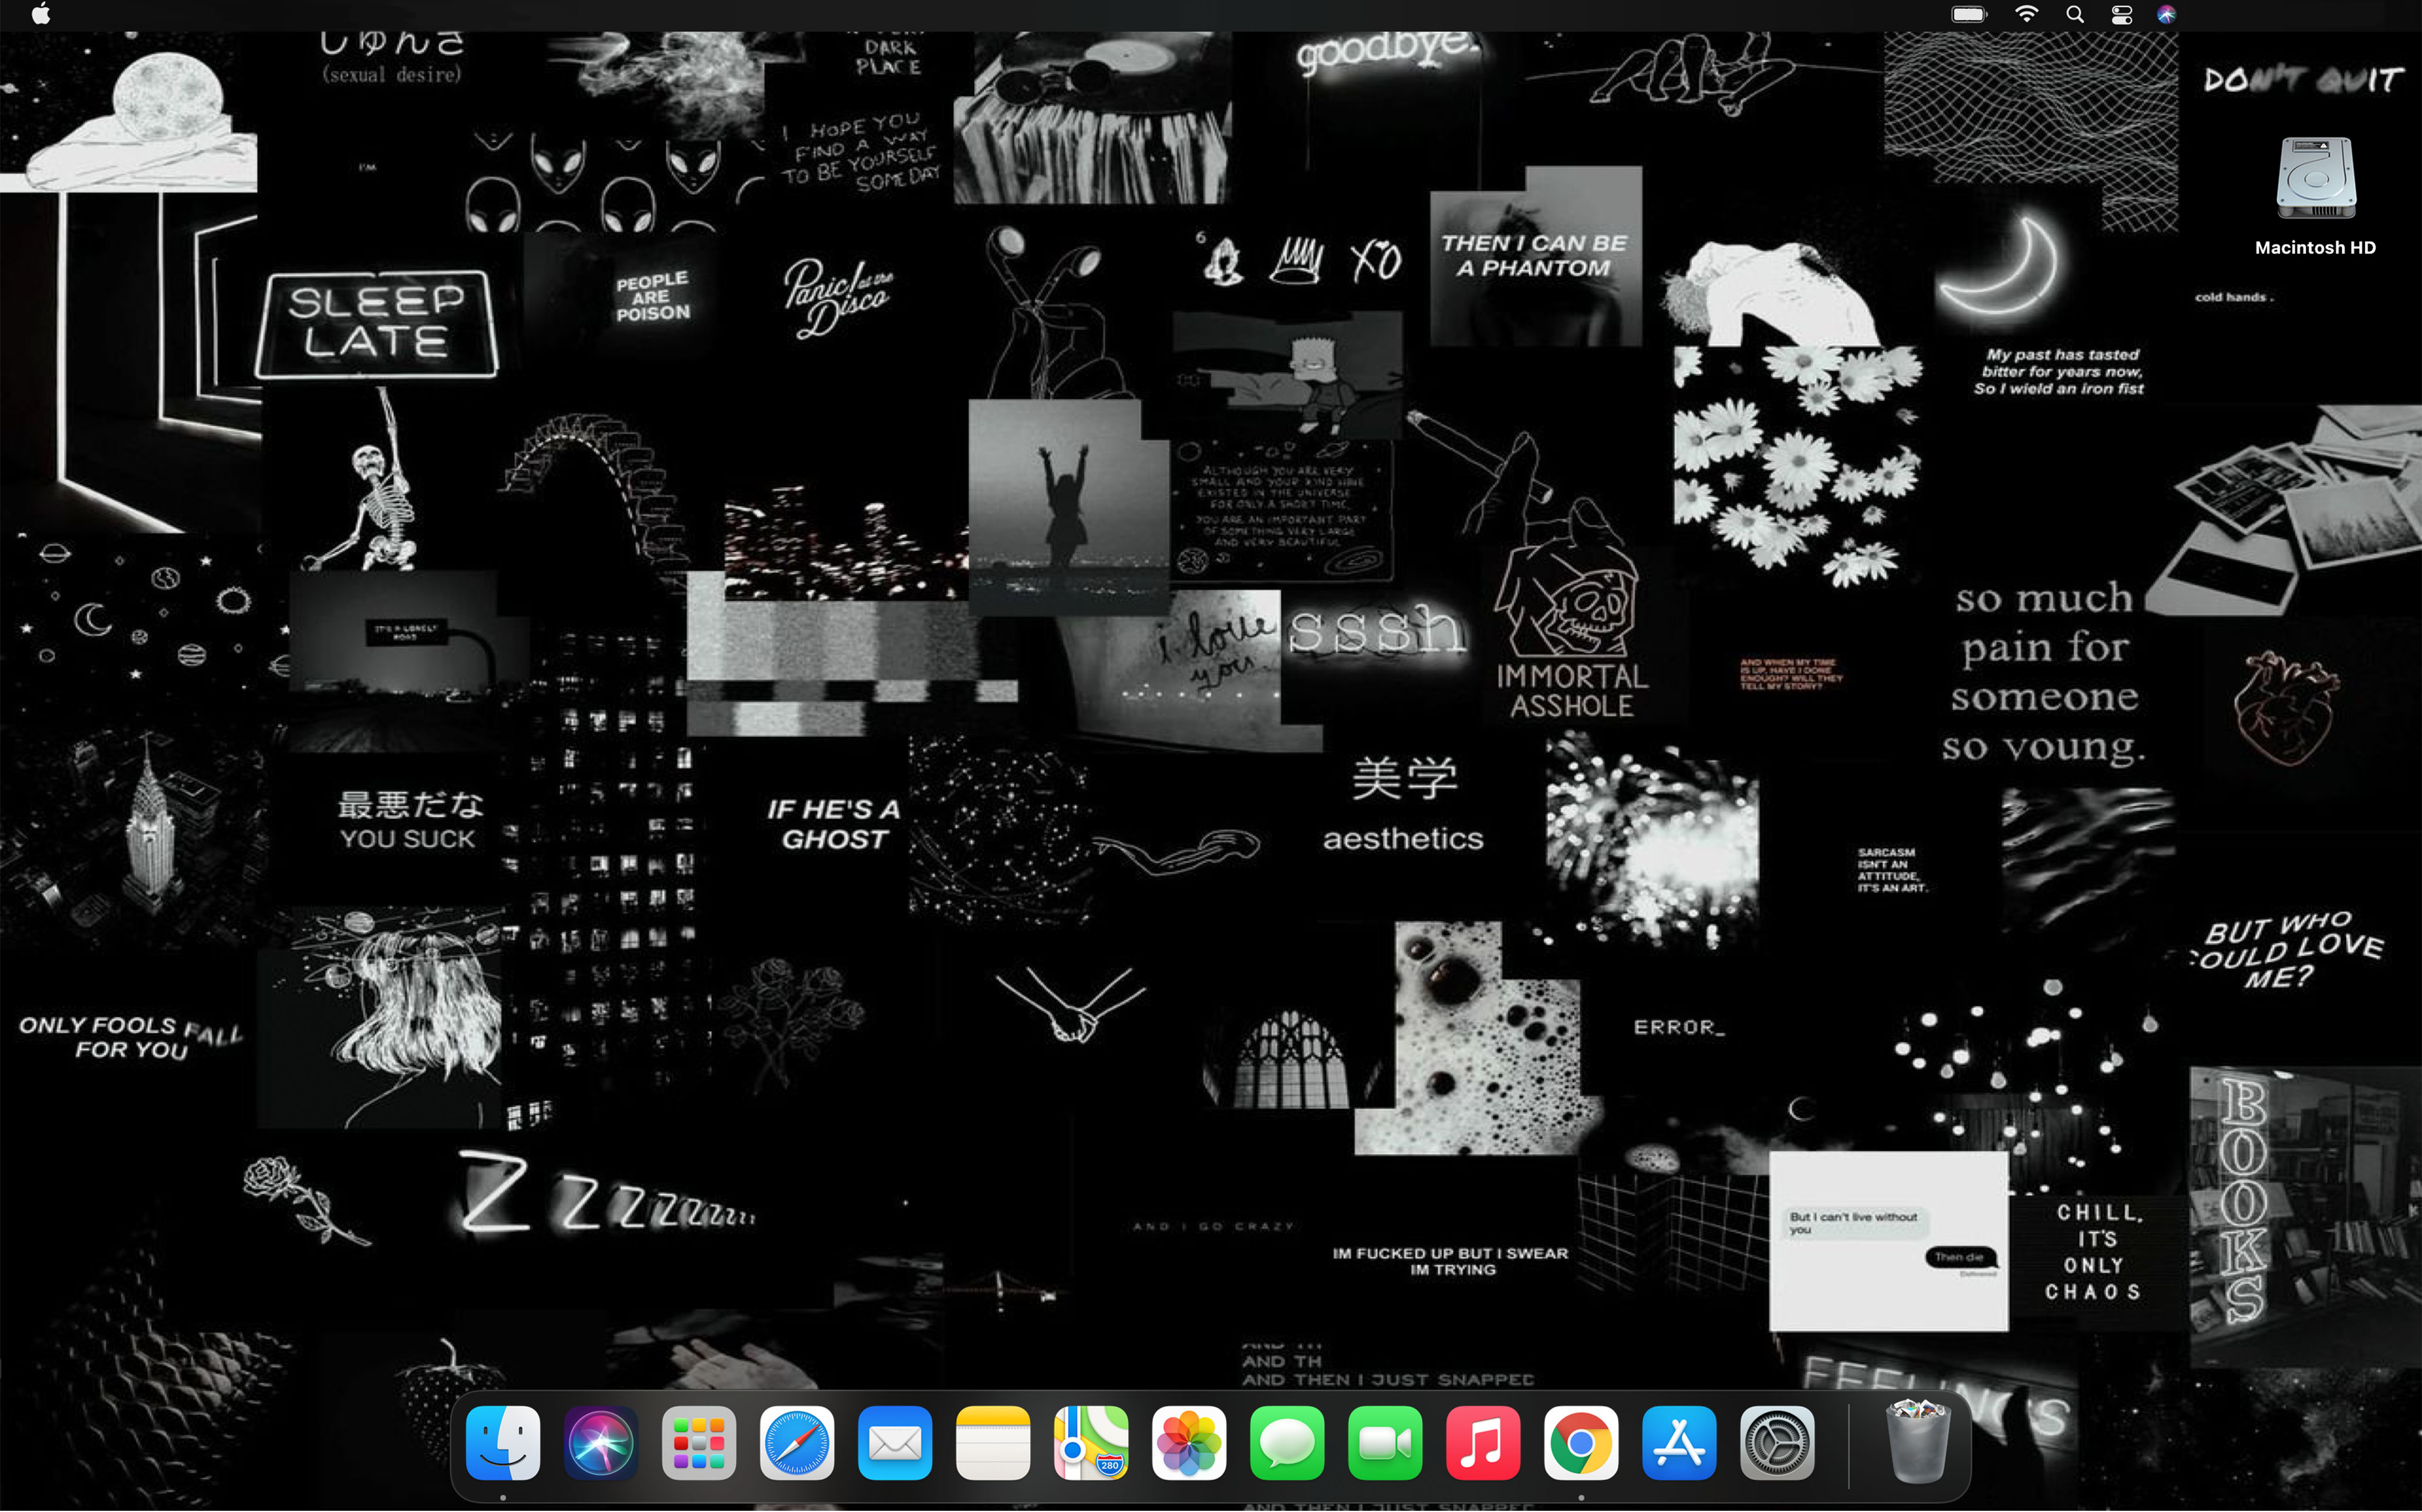 (sexual desire)
DARK
PLACE
goodbye.
DON'T QUIT
I HOPE YOU
FIND A WAY
TO BE YOURSELF
SOMEDAY
I'M
Macintosh HD
6
XO
THEN I CAN BE
A PHANTOM
SLEEP
LATE
PEOPLE
ARE
POISON
Panic! at the
Disco
cold hands .
My past has tasted
bitter for years now,
So I wield an iron fist
ALTHOUGH YOU ARE VERY
SMALL AND YOUR KIND HAVE
EXISTED IN THE UNIVERSE
FOR ONLY A SHORT TIME,
YOU ARE AN IMPORTANT PART
OF SOMETHING VERY LARGE
AND VERY BEAUTIFUL
IT'S A LONELY
ROAD
i love
you.
sssh
IMMORTAL
ASSHOLE
AND WHEN MY TIME
IS UP, HAVE I DONE
ENOUGH? WILL THEY
TELL MY STORY?
so much
pain for
someone
so young.
最悪だな
YOU SUCK
IF HE'S A
GHOST
美学
aesthetics
SARCASM
ISN'T AN
ATTITUDE,
IT'S AN ART.
BUT WHO
COULD LOVE
ME?
ONLY FOOLS FALL
FOR YOU
ERROR_
BOOKS
Z Z Z Z Z Z Z Z Z
AND I GO CRAZY
IM FUCKED UP BUT I SWEAR
IM TRYING
But I can't live without
you
Then die
Delivered
CHILL,
IT'S
ONLY
CHAOS
AND TH
AND TH
AND THEN I JUST SNAPPED
FEELINGS
280
AND THEN I JUST SNAPPED